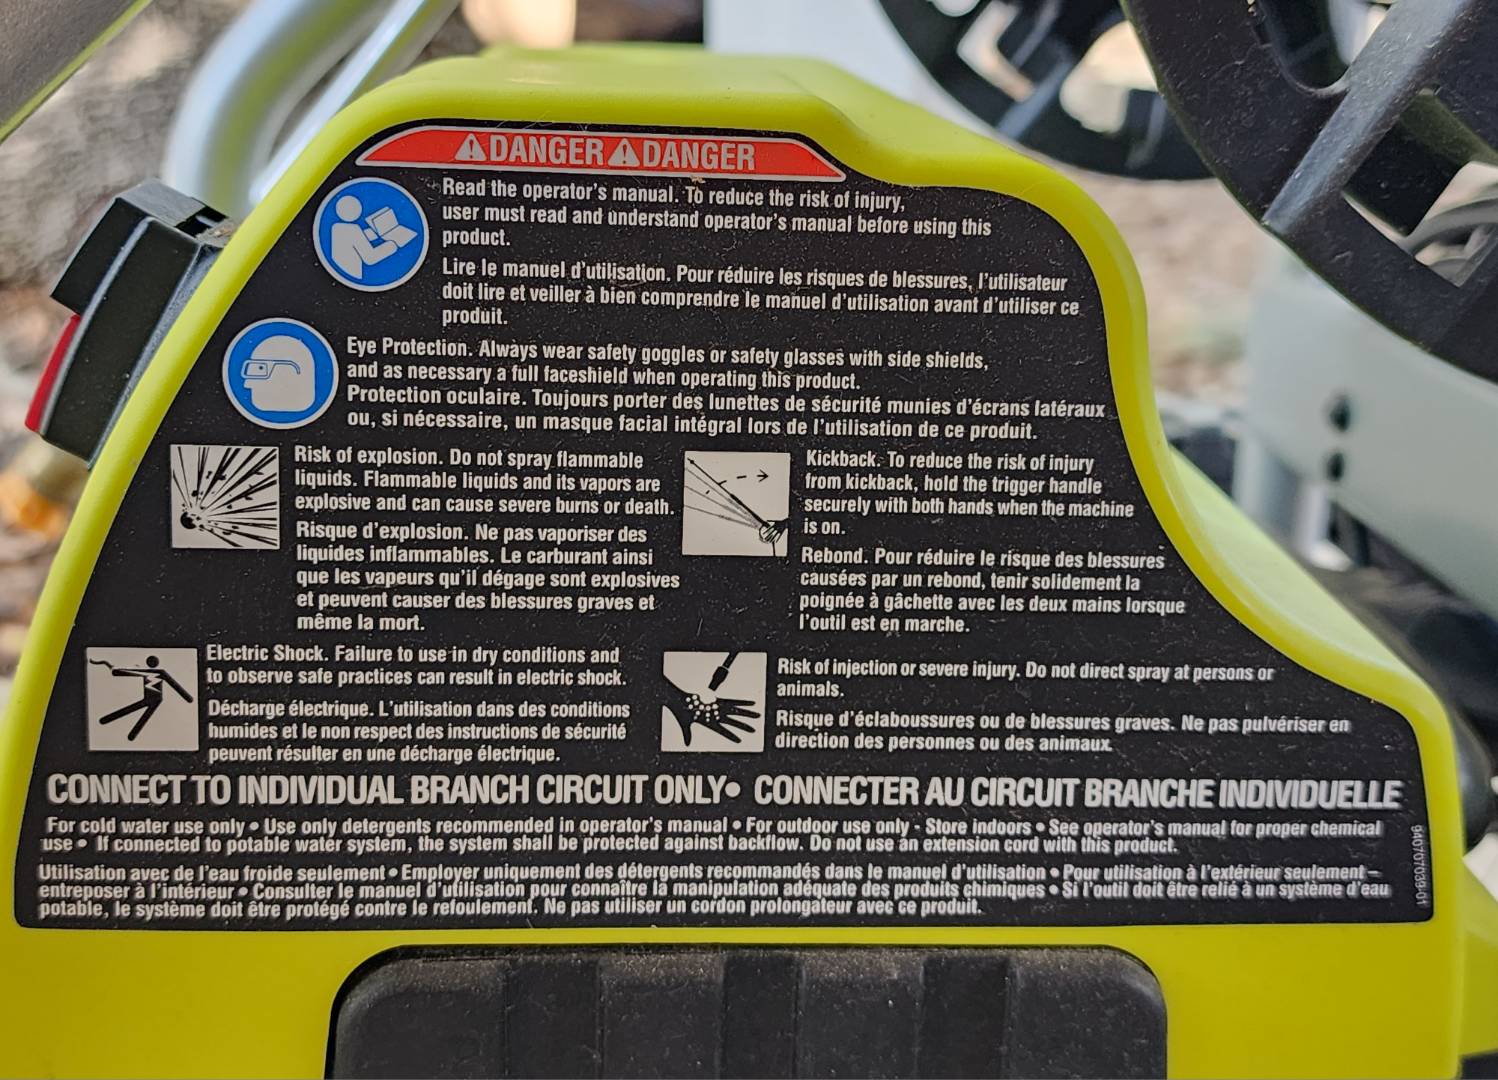 DANGER DANGER
Read the operator's manual. To reduce the risk of injury,
user must read and understand operator's manual before using this
product.
Lire le manuel d'utilisation. Pour réduire les risques de blessures, l'utilisateur
doit lire et veiller à bien comprendre le manuel d'utilisation avant d'utiliser ce
produit.
Eye Protection. Always wear safety goggles or safety glasses with side shields,
and as necessary a full faceshield when operating this product.
Protection oculaire. Toujours porter des lunettes de sécurité munies d'écrans latéraux
ou, si nécessaire, un masque facial intégral lors de l'utilisation de ce produit.
Risk of explosion. Do not spray flammable
liquids. Flammable liquids and its vapors are
explosive and can cause severe burns or death.
Risque d'explosion. Ne pas vaporiser des
liquides inflammables. Le carburant ainsi
que les vapeurs qu'il dégage sont explosives
et peuvent causer des blessures graves et
même la mort.
Kickback. To reduce the risk of injury
from kickback, hold the trigger handle
securely with both hands when the machine
is on.
Rebond. Pour réduire le risque des blessures
causées par un rebond, tenir solidement la
poignée à gâchette avec les deux mains lorsque
l'outil est en marche.
Electric Shock. Failure to use in dry conditions and
to observe safe practices can result in electric shock.
Décharge électrique. L'utilisation dans des conditions
humides et le non respect des instructions de sécurité
peuvent résulter en une décharge électrique.
Risk of injection or severe injury. Do not direct spray at persons or
animals.
Risque d'éclaboussures ou de blessures graves. Ne pas pulvériser en
direction des personnes ou des animaux.
CONNECT TO INDIVIDUAL BRANCH CIRCUIT ONLY• CONNECTER AU CIRCUIT BRANCHE INDIVIDUELLE
For cold water use only • Use only detergents recommended in operator's manual • For outdoor use only - Store indoors • See operator's manual for proper chemical
use • If connected to potable water system, the system shall be protected against backflow. Do not use an extension cord with this product.
Utilisation avec de l'eau froide seulement • Employer uniquement des détergents recommandés dans le manuel d'utilisation • Pour utilisation à l'extérieur seulement –
entreposer à l'intérieur • Consulter le manuel d'utilisation pour connaître la manipulation adéquate des produits chimiques • Si l'outil doit être relié à un système d'eau
potable, le système doit être protégé contre le refoulement. Ne pas utiliser un cordon prolongateur avec ce produit.
940707039-01